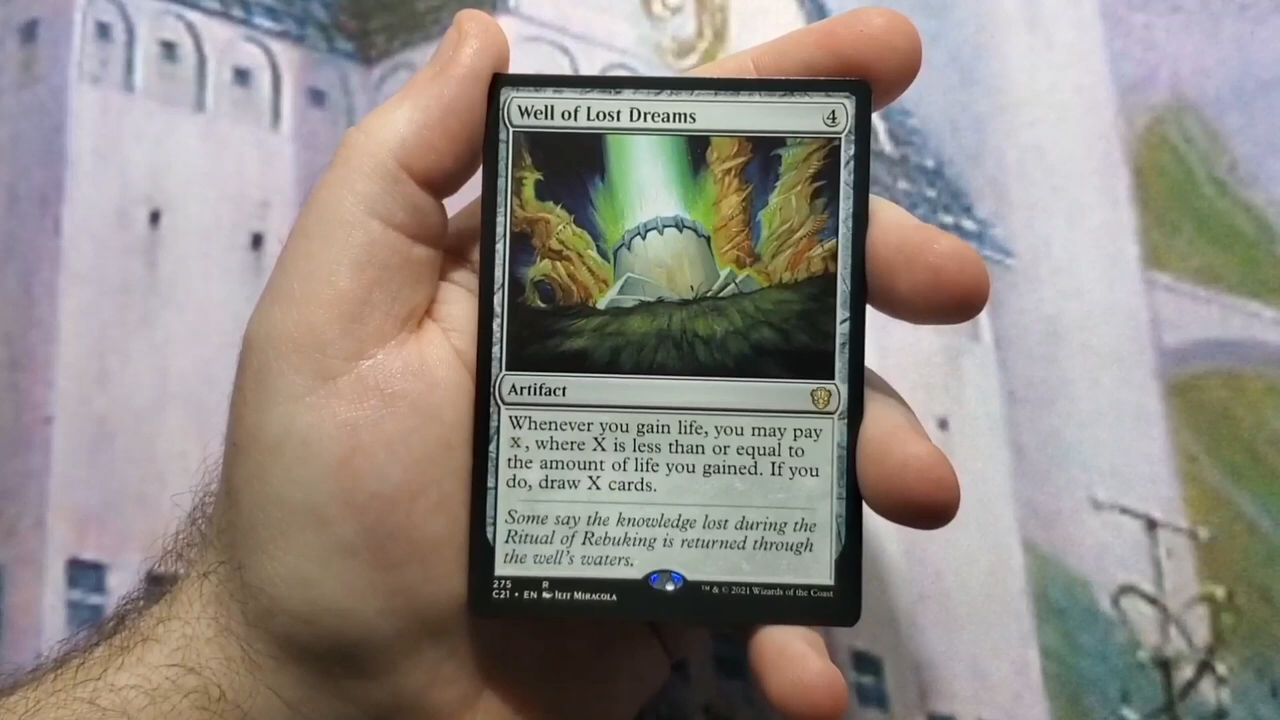 Well of Lost Dreams 4
Artifact
Whenever you gain life, you may pay
X, where X is less than or equal to
the amount of life you gained. If you
do, draw X cards.
Some say the knowledge lost during the
Ritual of Rebuking is returned through
the well's waters.
275 R
C21 • EN Jeff Miracola
™ & © 2021 Wizards of the Coast